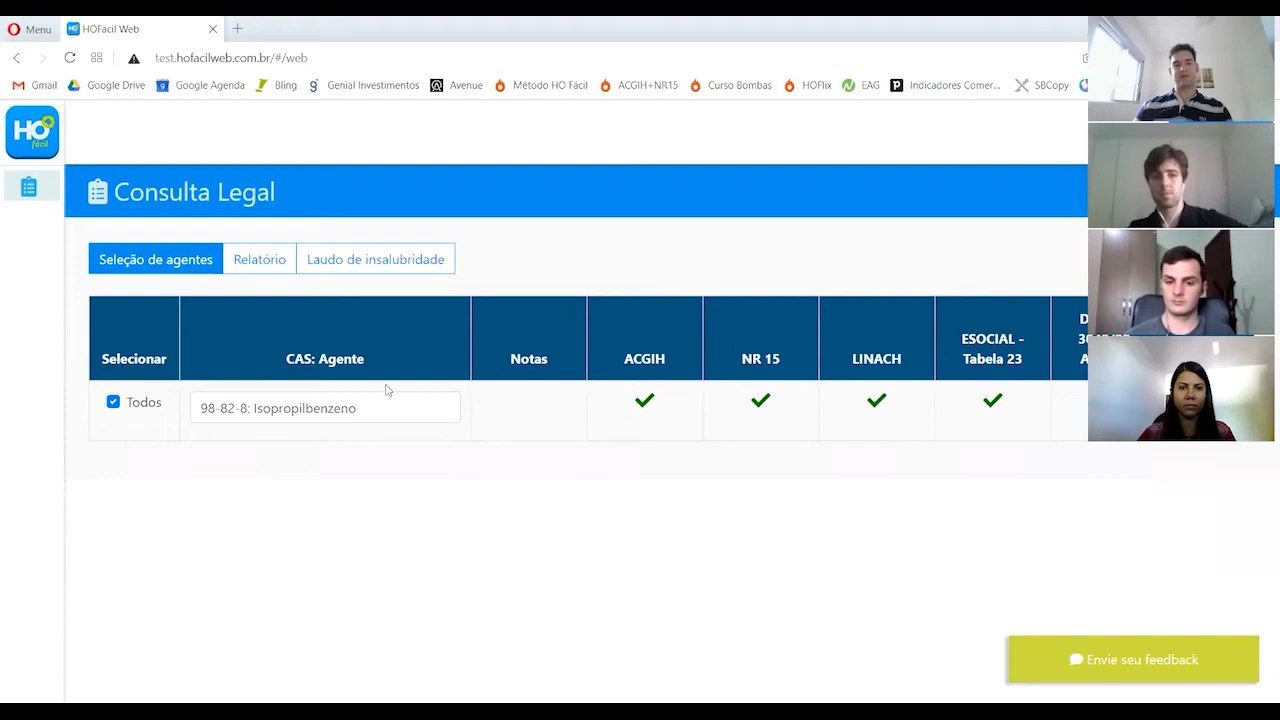 Menu
HOFacil Web
test.hofacilweb.com.br/#/web
Gmail Google Drive Google Agenda Bling Genial Investimentos Avenue Método HO Fácil ACGIH+NR15 Curso Bombas HOFlix EAG Indicadores Comer... SBCopy
HO
fácil
Consulta Legal
Seleção de agentes Relatório Laudo de insalubridade
Selecionar CAS: Agente Notas ACGIH NR 15 LINACH ESOCIAL - Tabela 23
Todos 98-82-8: Isopropilbenzeno
Envie seu feedback